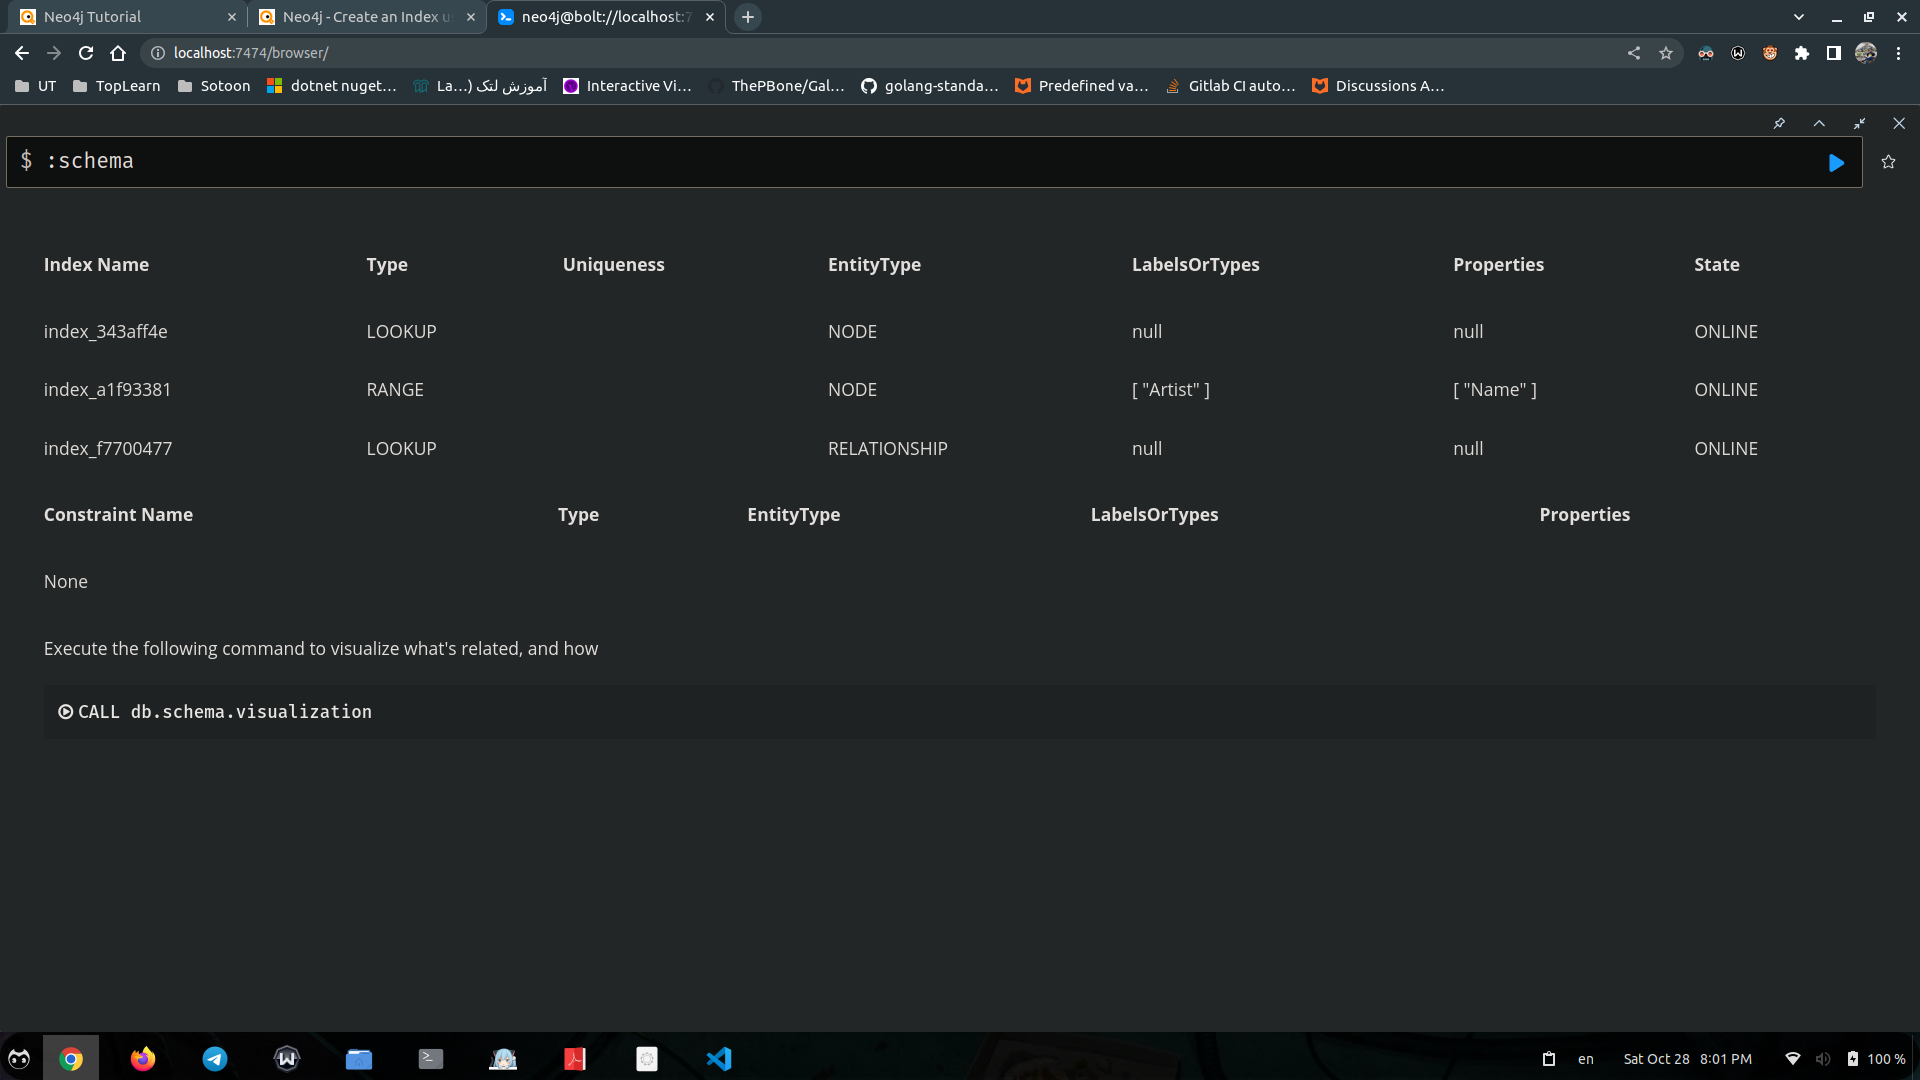 Neo4j Tutorial
Neo4j - Create an Index u
neo4j@bolt://localhost:7
localhost:7474/browser/
UT
TopLearn
Sotoon
dotnet nuget...
آموزش لتک (...La
Interactive Vi...
ThePBone/Gal...
golang-standa...
Predefined va...
Gitlab CI auto...
Discussions A...
$ :schema
Index Name Type Uniqueness EntityType LabelsOrTypes Properties State
index_343aff4e LOOKUP NODE null null ONLINE
index_a1f93381 RANGE NODE [ "Artist" ] [ "Name" ] ONLINE
index_f7700477 LOOKUP RELATIONSHIP null null ONLINE
Constraint Name Type EntityType LabelsOrTypes Properties
None
Execute the following command to visualize what's related, and how
CALL db.schema.visualization
en
Sat Oct 28 8:01 PM
100 %